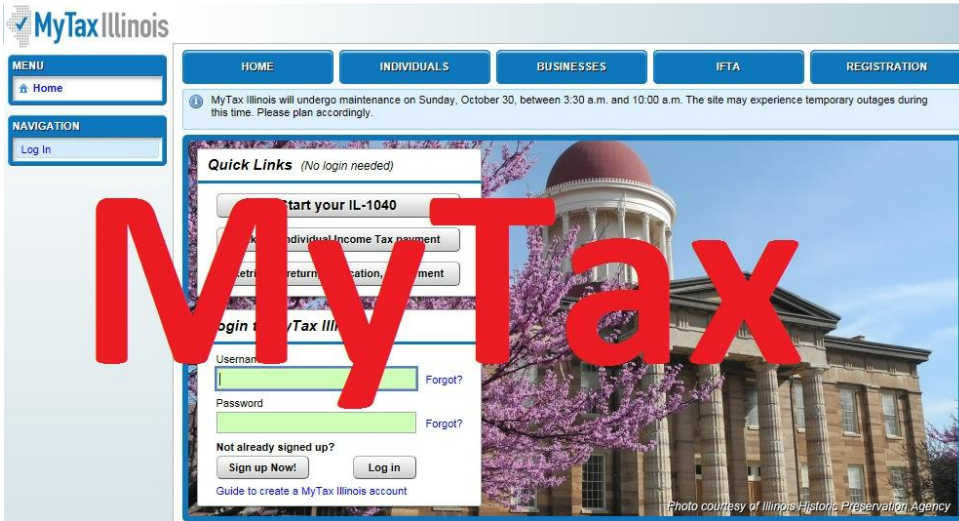 MyTax Illinois
MENU
Home
NAVIGATION
Log In
HOME INDIVIDUALS BUSINESSES IFTA REGISTRATION
MyTax Illinois will undergo maintenance on Sunday, October 30, between 3:30 a.m. and 10:00 a.m. The site may experience temporary outages during
this time. Please plan accordingly.
Quick Links (No login needed)
Start your IL-1040
Individual Income Tax payment
return,
MyTax
Username
Forgot?
Password
Forgot?
Not already signed up?
Sign up Now! Log in
Guide to create a MyTax Illinois account
Photo courtesy of Illinois Historic Preservation Agency